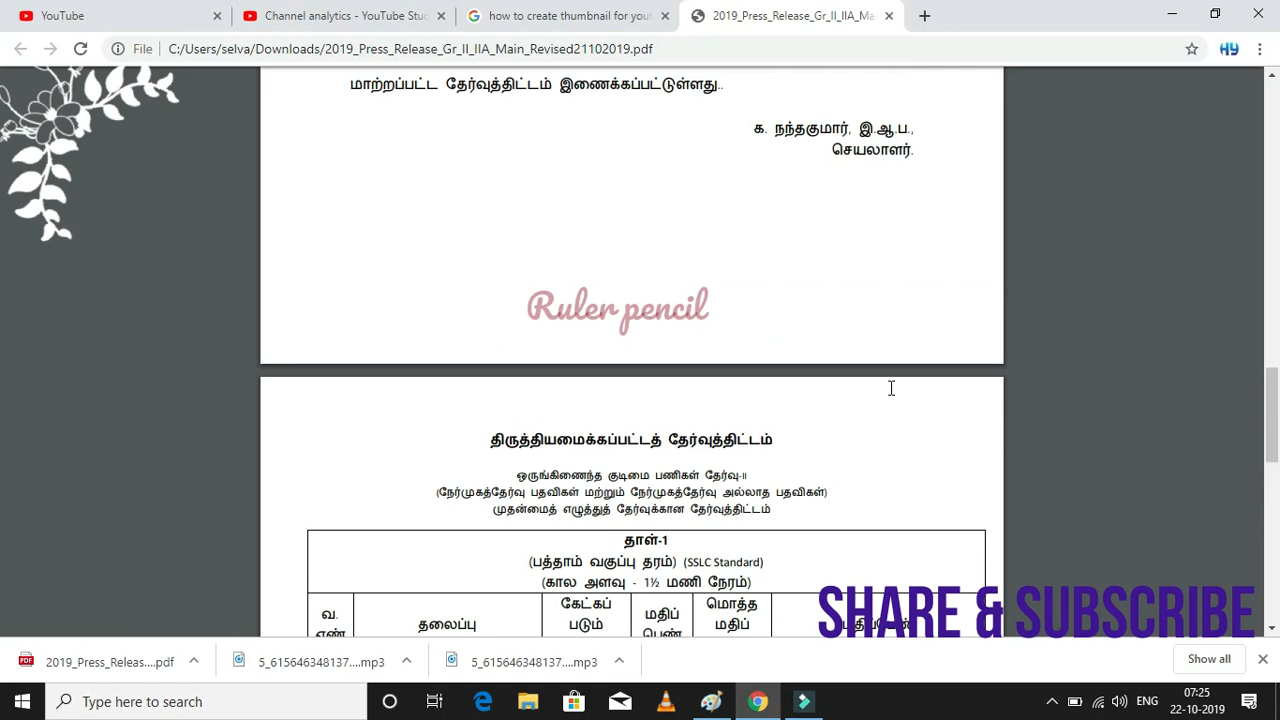 YouTube
Channel analytics - YouTube Stu
how to create thumbnail for yout
2019_Press_Release_Gr_II_IIA_Ma
File
C:/Users/selva/Downloads/2019_Press_Release_Gr_II_IIA_Main_Revised21102019.pdf
மாற்றப்பட்ட தேர்வுத்திட்டம் இணைக்கப்பட்டுள்ளது..
க. நந்தகுமார், இ.ஆ.ப.,
செயலாளர்.
Ruler pencil
திருத்தியமைக்கப்பட்டத் தேர்வுத்திட்டம்
ஒருங்கிணைந்த குடிமை பணிகள் தேர்வு-II
(நேர்முகத்தேர்வு பதவிகள் மற்றும் நேர்முகத்தேர்வு அல்லாத பதவிகள்)
முதன்மைத் எழுத்துத் தேர்வுக்கான தேர்வுத்திட்டம்
தாள்-1
(பத்தாம் வகுப்பு தரம்) (SSLC Standard)
(கால அளவு - 1½ மணி நேரம்)
வ. எண்
தலைப்பு
கேட்கப் படும்
மதிப் பெண்
மொத்த மதிப்
SHARE & SUBSCRIBE
2019_Press_Releas....pdf
5_615646348137....mp3
5_615646348137....mp3
Show all
Type here to search
ENG
07:25
22-10-2019